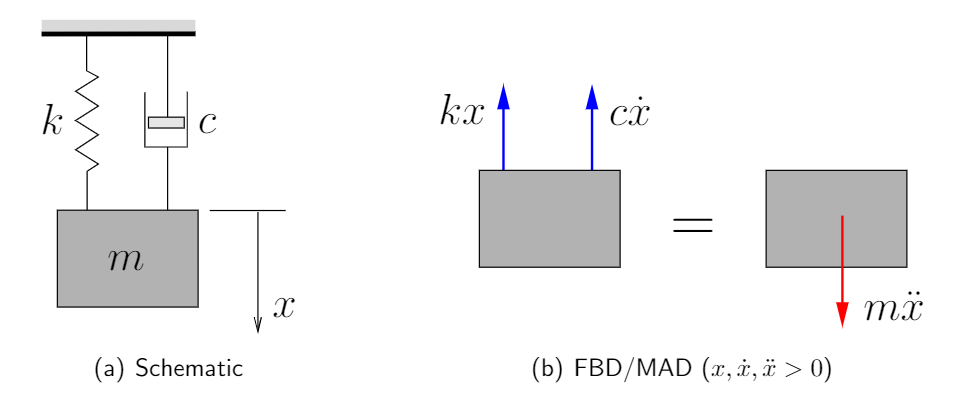 k
c
m
x
(a) Schematic
kx
cẋ
=
mẍ
(b) FBD/MAD (x, ẋ, ẍ > 0)